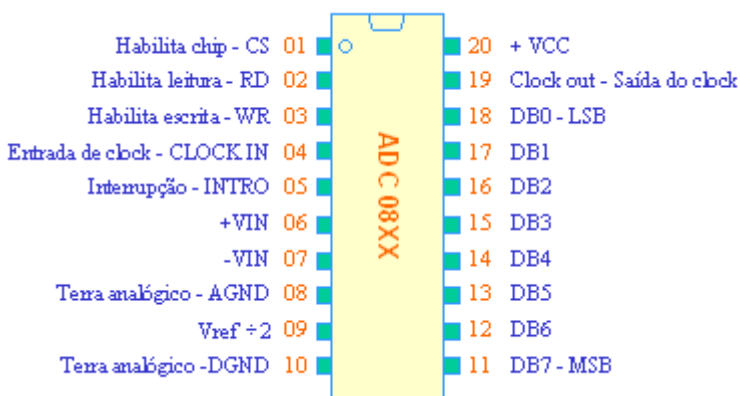 Habilita chip - CS 01 20 + VCC
Habilita leitura - RD 02 19 Clock out - Saída do clock
Habilita escrita - WR 03 18 DB0 - LSB
Entrada de clock - CLOCK IN 04 17 DB1
Interrupção - INTRO 05 16 DB2
+VIN 06 15 DB3
-VIN 07 14 DB4
Terra analógico - AGND 08 13 DB5
Vref ÷2 09 12 DB6
Terra analógico -DGND 10 11 DB7 - MSB
ADC 08XX